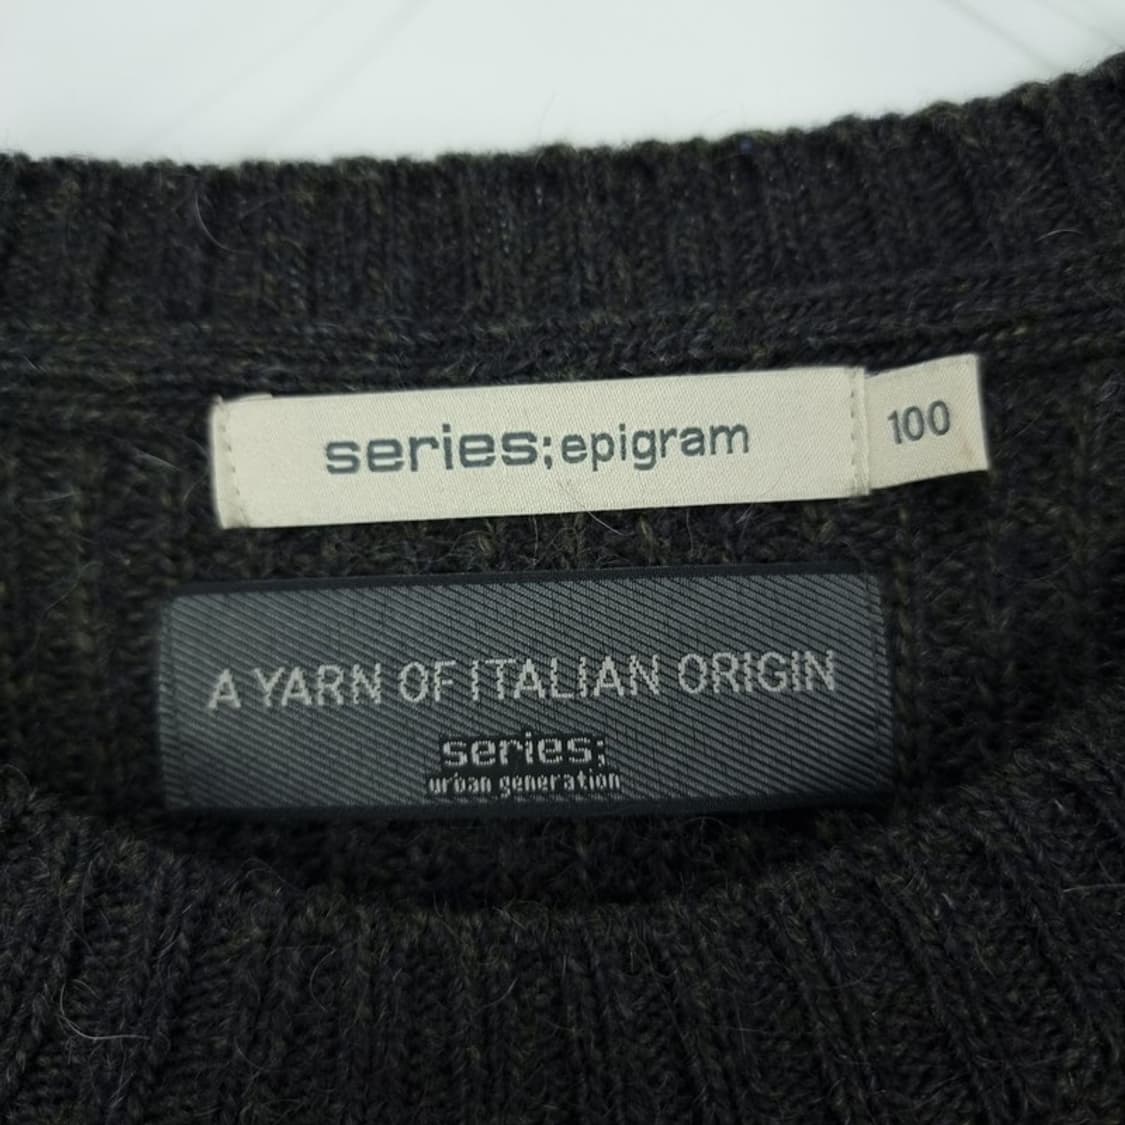 series;epigram
100
A YARN OF ITALIAN ORIGIN
series;
urban generation